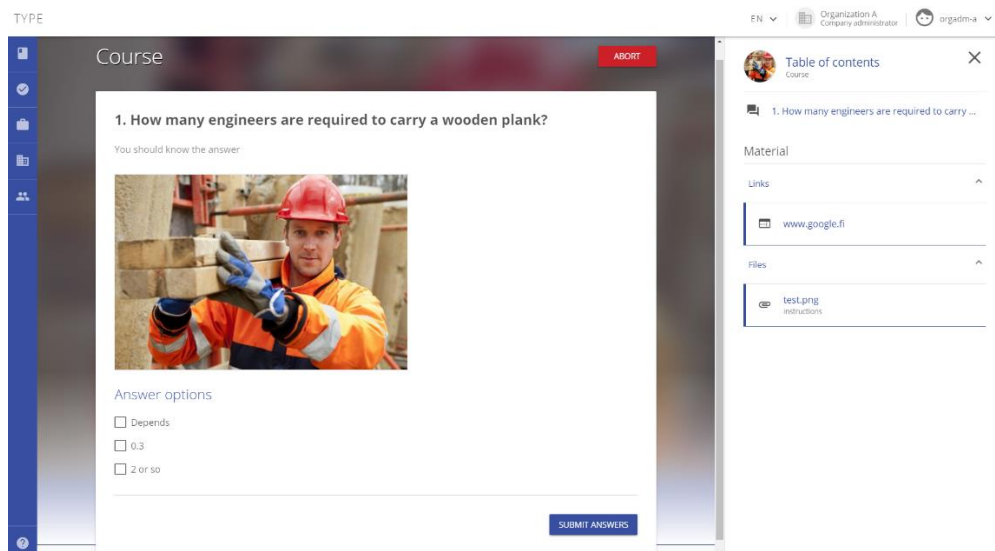 TYPE
EN
Organization A
Company administrator
orgadm-a
Course
ABORT
1. How many engineers are required to carry a wooden plank?
You should know the answer
Answer options
Depends
0.3
2 or so
SUBMIT ANSWERS
Table of contents
Course
1. How many engineers are required to carry ...
Material
Links
www.google.fi
Files
test.png
instructions